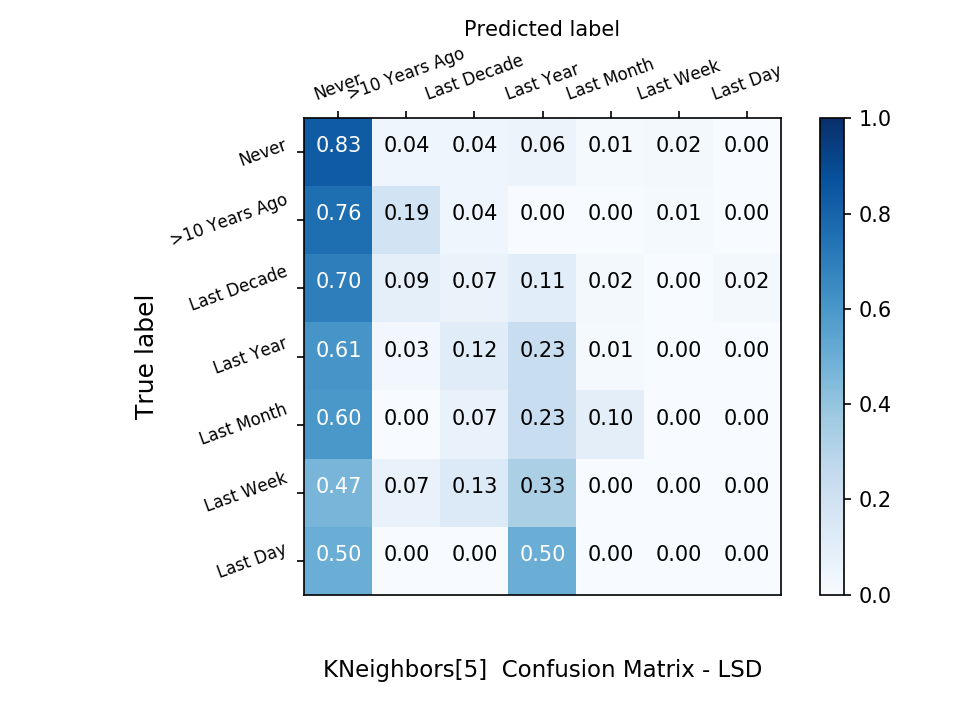 Predicted label
Never >10 Years Ago Last Decade Last Year Last Month Last Week Last Day
True label
Never 0.83 0.04 0.04 0.06 0.01 0.02 0.00
>10 Years Ago 0.76 0.19 0.04 0.00 0.00 0.01 0.00
Last Decade 0.70 0.09 0.07 0.11 0.02 0.00 0.02
Last Year 0.61 0.03 0.12 0.23 0.01 0.00 0.00
Last Month 0.60 0.00 0.07 0.23 0.10 0.00 0.00
Last Week 0.47 0.07 0.13 0.33 0.00 0.00 0.00
Last Day 0.50 0.00 0.00 0.50 0.00 0.00 0.00
1.0
0.8
0.6
0.4
0.2
0.0
KNeighbors[5]  Confusion Matrix - LSD